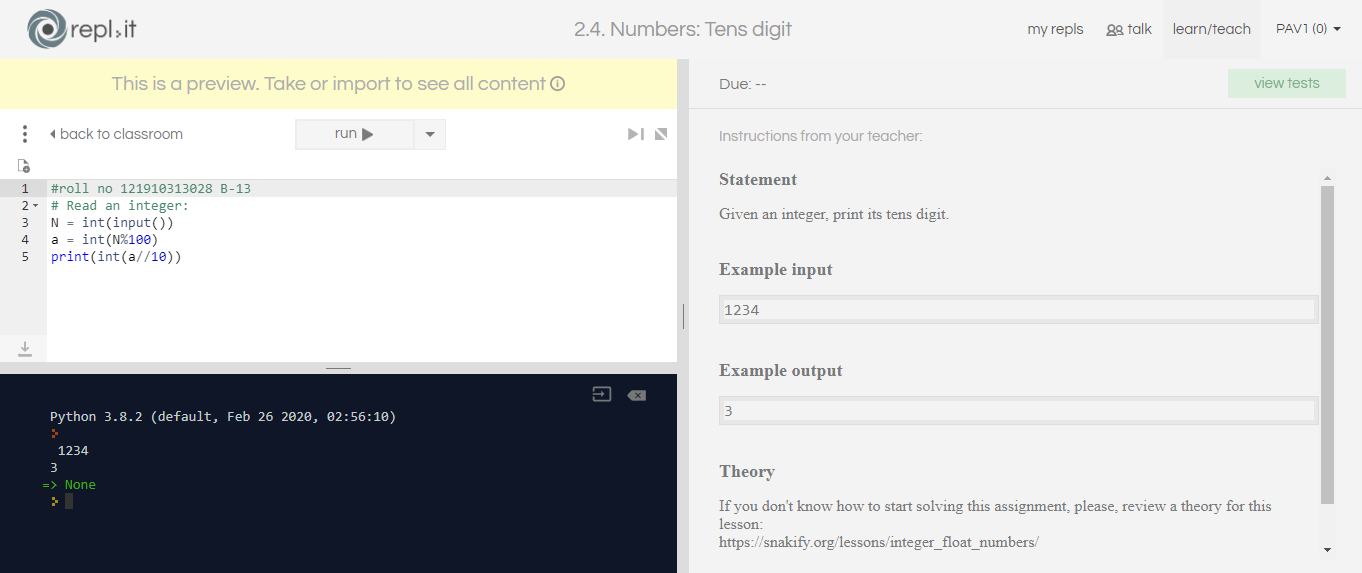 repl.it
2.4. Numbers: Tens digit
my repls
talk
learn/teach
PAV1 (0)
This is a preview. Take or import to see all content
back to classroom
run
1 #roll no 121910313028 B-13
2 # Read an integer:
3 N = int(input())
4 a = int(N%100)
5 print(int(a//10))
Python 3.8.2 (default, Feb 26 2020, 02:56:10)
1234
3
=> None
Due: --
view tests
Instructions from your teacher:
Statement
Given an integer, print its tens digit.
Example input
1234
Example output
3
Theory
If you don't know how to start solving this assignment, please, review a theory for this
lesson:
https://snakify.org/lessons/integer_float_numbers/